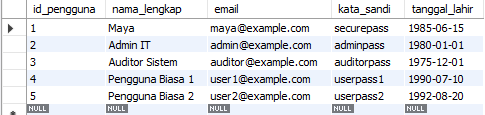 id_pengguna nama_lengkap email kata_sandi tanggal_lahir
1 Maya maya@example.com securepass 1985-06-15
2 Admin IT admin@example.com adminpass 1980-01-01
3 Auditor Sistem auditor@example.com auditorpass 1975-12-01
4 Pengguna Biasa 1 user1@example.com userpass1 1990-07-10
5 Pengguna Biasa 2 user2@example.com userpass2 1992-08-20
NULL NULL NULL NULL NULL